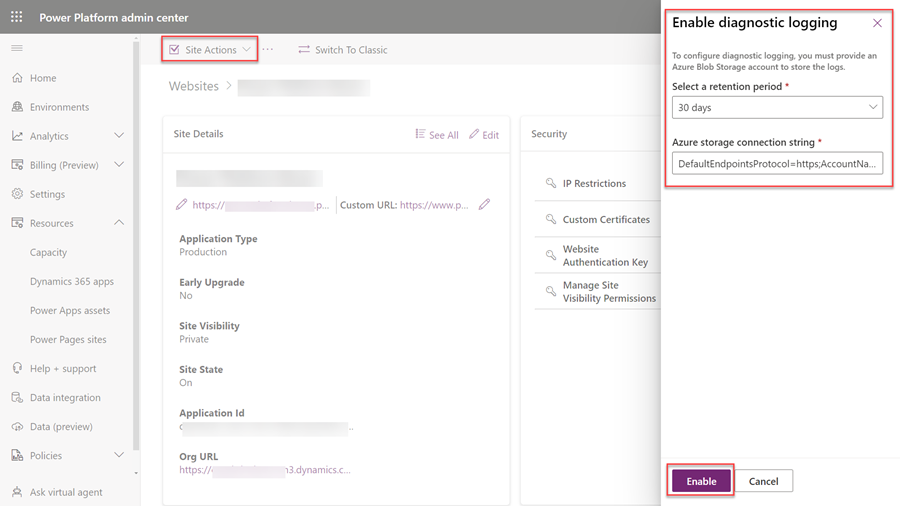 Power Platform admin center
Home
Environments
Analytics
Billing (Preview)
Settings
Resources
Capacity
Dynamics 365 apps
Power Apps assets
Power Pages sites
Help + support
Data integration
Data (preview)
Policies
Ask virtual agent
Site Actions
Switch To Classic
Websites
Site Details
See All
Edit
https://
.p...
Custom URL: https://www.p...
Application Type
Production
Early Upgrade
No
Site Visibility
Private
Site State
On
Application Id
Org URL
https://
n3.dynamics.c...
Security
IP Restrictions
Custom Certificates
Website
Authentication Key
Manage Site
Visibility Permissions
Enable diagnostic logging
To configure diagnostic logging, you must provide an
Azure Blob Storage account to store the logs.
Select a retention period *
30 days
Azure storage connection string *
DefaultEndpointsProtocol=https;AccountNa...
Enable
Cancel